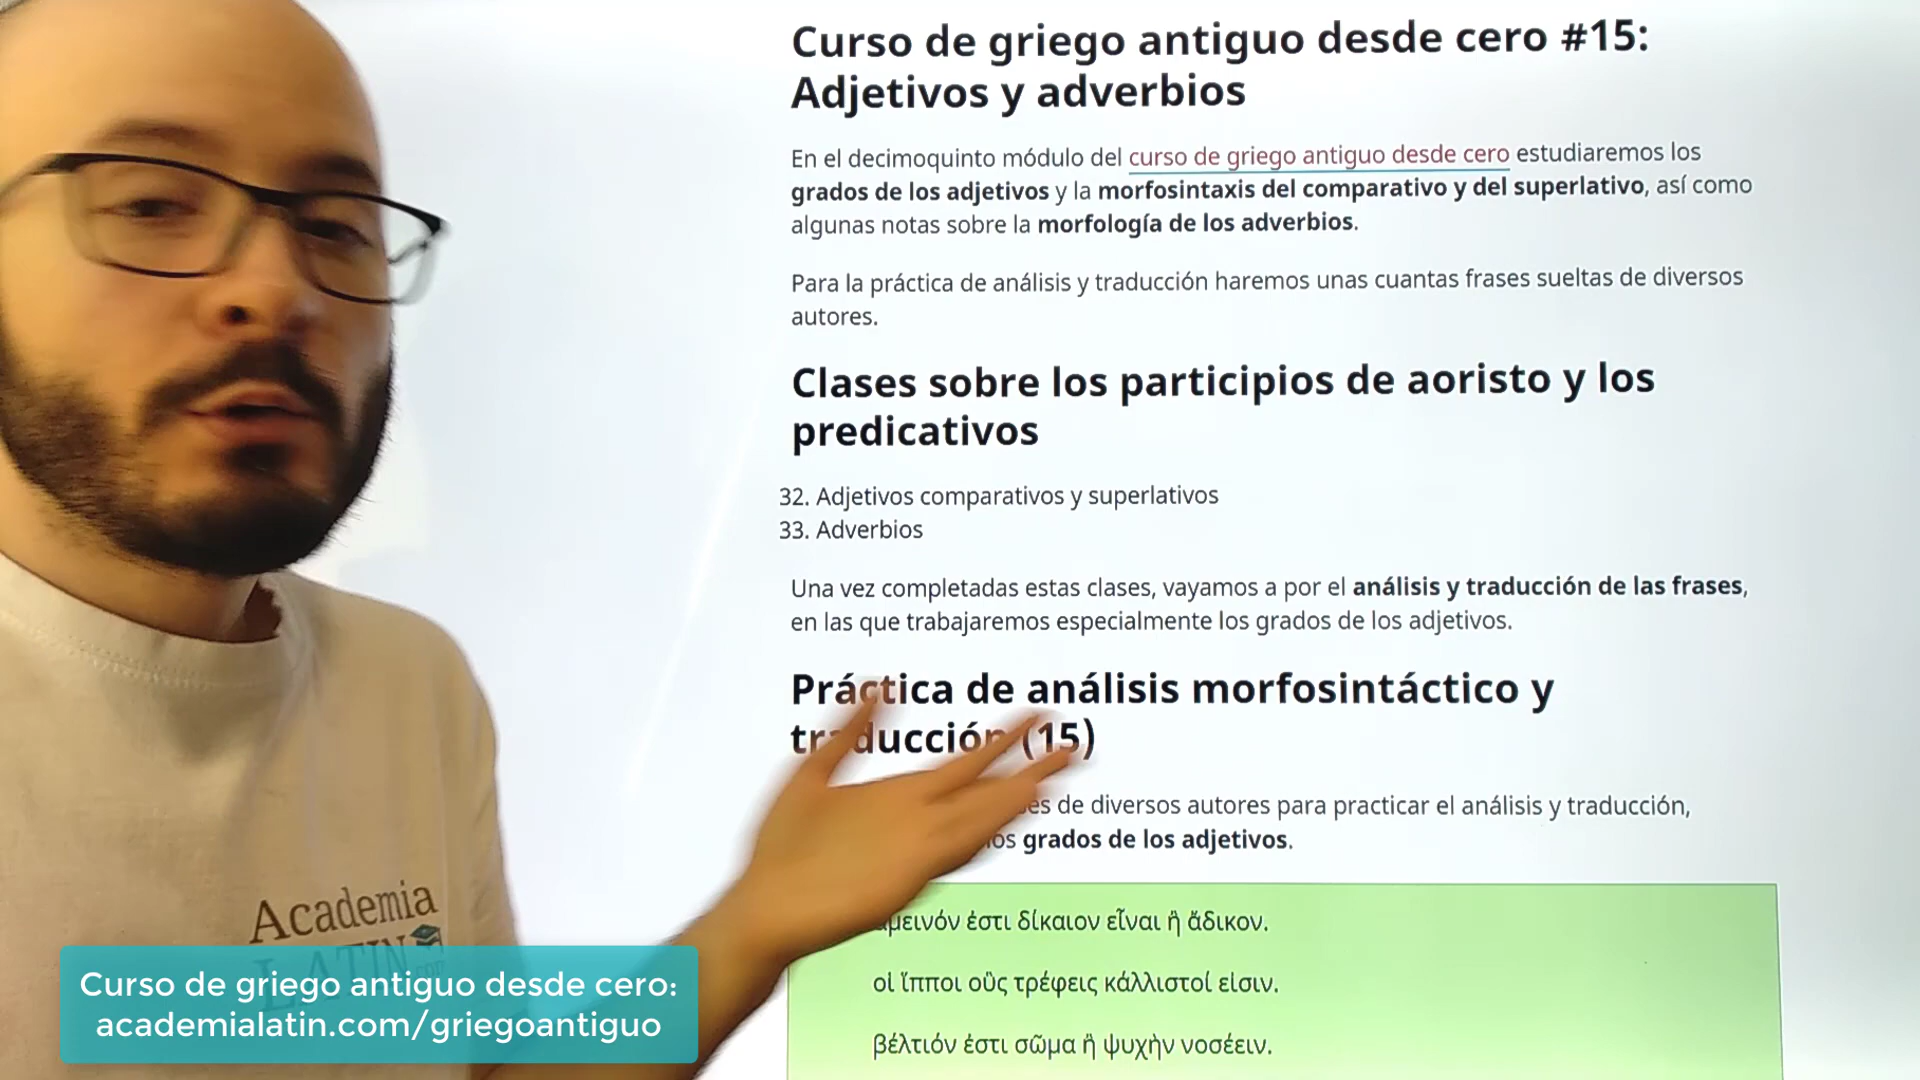 Curso de griego antiguo desde cero #15:
Adjetivos y adverbios
En el decimoquinto módulo del curso de griego antiguo desde cero estudiaremos los
grados de los adjetivos y la morfosintaxis del comparativo y del superlativo, así como
algunas notas sobre la morfología de los adverbios.
Para la práctica de análisis y traducción haremos unas cuantas frases sueltas de diversos
autores.
Clases sobre los participios de aoristo y los
predicativos
32. Adjetivos comparativos y superlativos
33. Adverbios
Una vez completadas estas clases, vayamos a por el análisis y traducción de las frases,
en las que trabajaremos especialmente los grados de los adjetivos.
Práctica de análisis morfosintáctico y
traducción (15)
de diversos autores para practicar el análisis y traducción,
grados de los adjetivos.
ἐστι δίκαιον εἶναι ἢ ἄδικον.
οἱ ἵπποι οὓς τρέφεις κάλλιστοί εἰσιν.
βέλτιόν ἐστι σῶμα ἢ ψυχὴν νοσέειν.
Academia
LATIN
Curso de griego antiguo desde cero:
academialatin.com/griegoantiguo